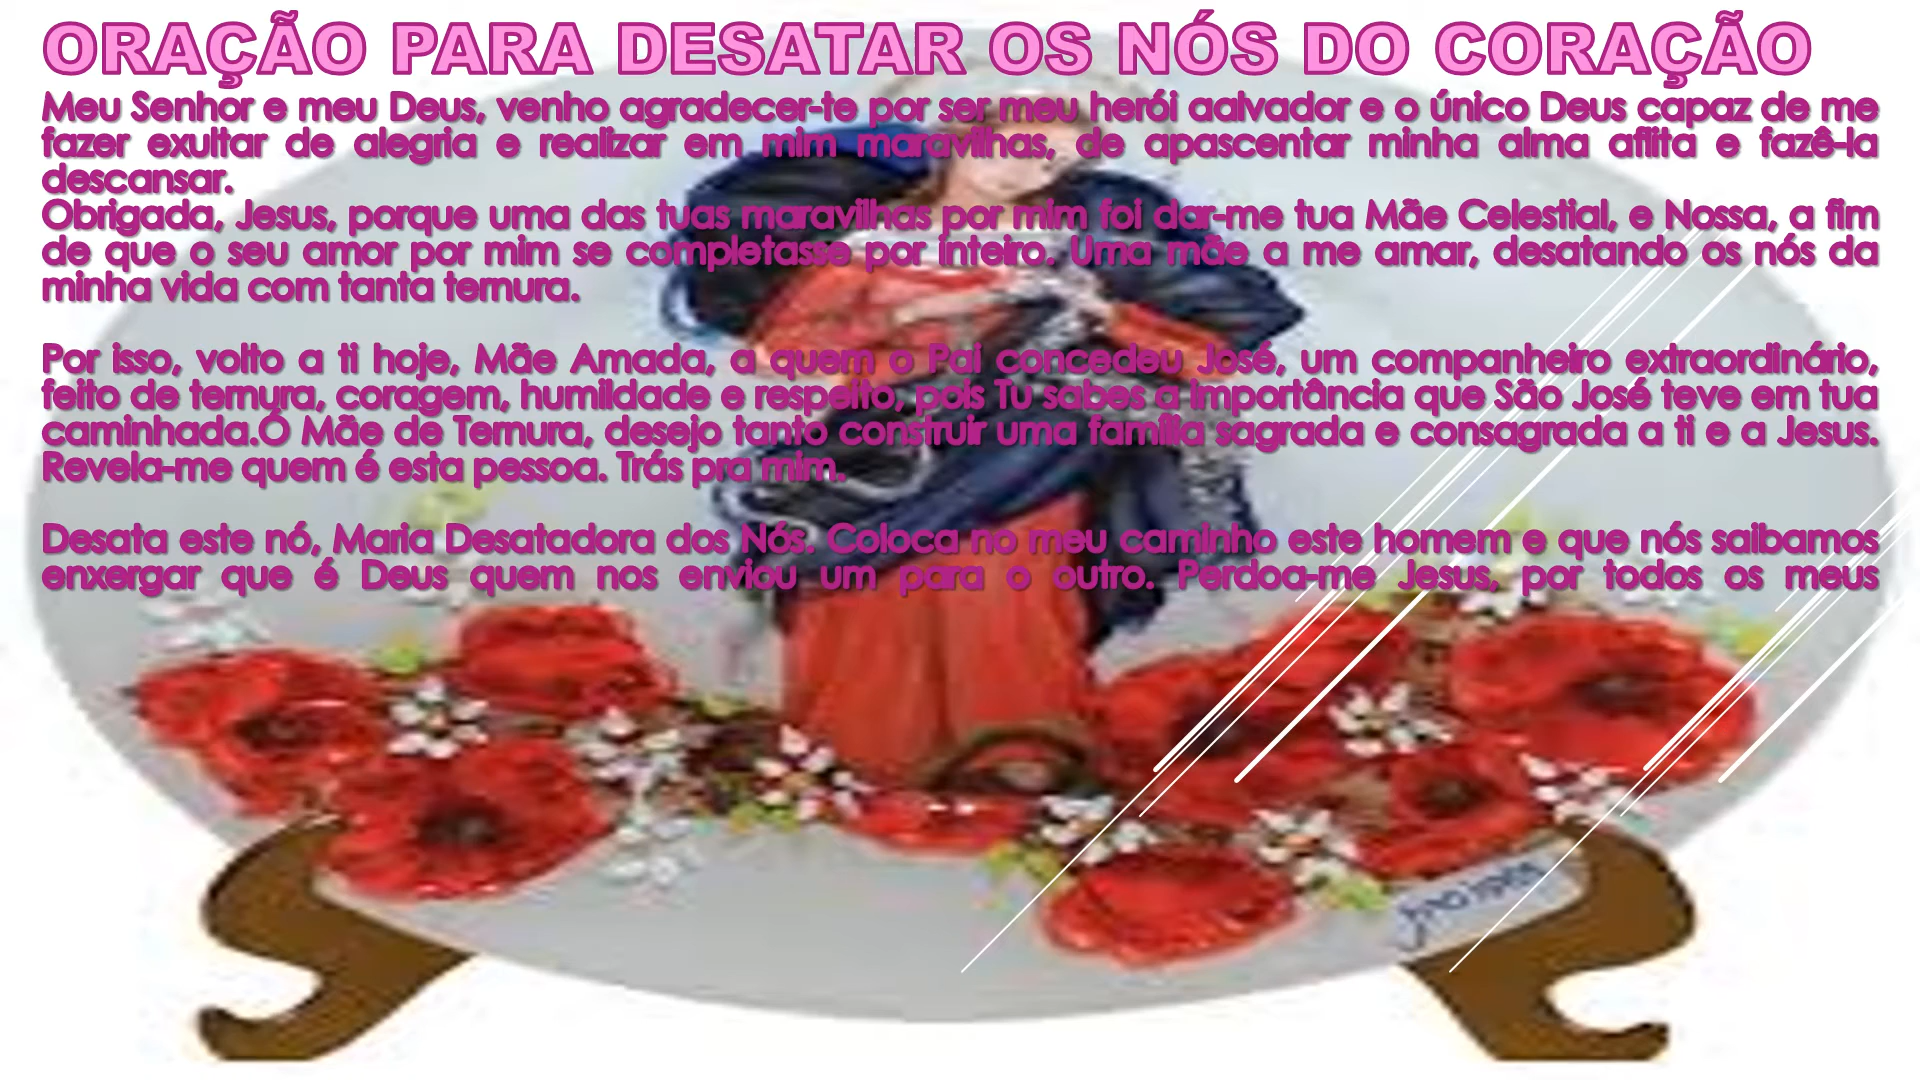 ORAÇÃO PARA DESATAR OS NÓS DO CORAÇÃO
Meu Senhor e meu Deus, venho agradecer-te por ser meu herói aalvador e o único Deus capaz de me
fazer exultar de alegria e realizar em mim maravilhas, de apascentar minha alma aflita e fazê-la
descansar.
Obrigada, Jesus, porque uma das tuas maravilhas por mim foi dar-me tua Mãe Celestial, e Nossa, a fim
de que o seu amor por mim se completasse por inteiro. Uma mãe a me amar, desatando os nós da
minha vida com tanta ternura.
Por isso, volto a ti hoje, Mãe Amada, a quem o Pai concedeu José, um companheiro extraordinário,
feito de ternura, coragem, humildade e respeito, pois Tu sabes a importância que São José teve em tua
caminhada.Ó Mãe de Ternura, desejo tanto construir uma família sagrada e consagrada a ti e a Jesus.
Revela-me quem é esta pessoa. Trás pra mim.
Desata este nó, Maria Desatadora dos Nós. Coloca no meu caminho este homem e que nós saibamos
enxergar que é Deus quem nos enviou um para o outro. Perdoa-me Jesus, por todos os meus